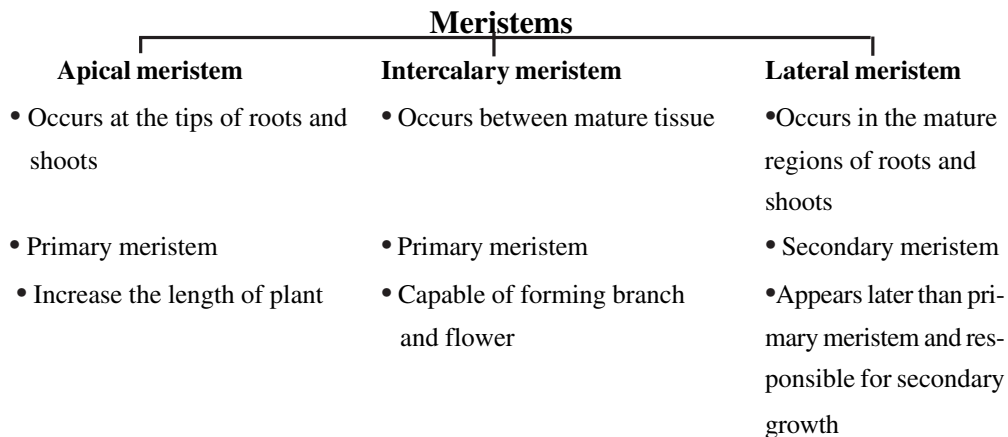 Meristems
Apical meristem
• Occurs at the tips of roots and
shoots
• Primary meristem
• Increase the length of plant
Intercalary meristem
• Occurs between mature tissue
• Primary meristem
• Capable of forming branch
and flower
Lateral meristem
•Occurs in the mature
regions of roots and
shoots
• Secondary meristem
•Appears later than pri-
mary meristem and res-
ponsible for secondary
growth